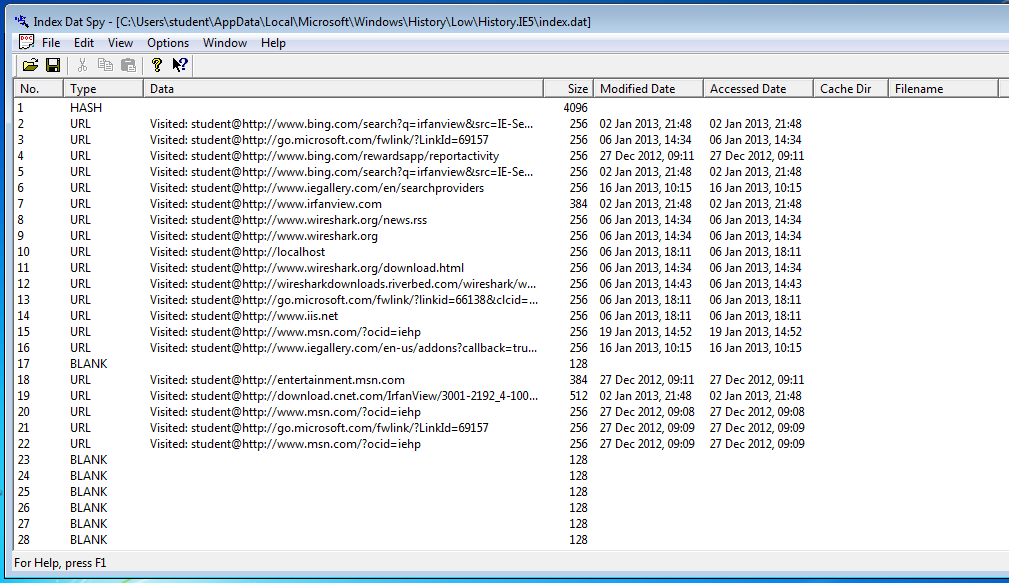 Index Dat Spy - [C:\Users\student\AppData\Local\Microsoft\Windows\History\Low\History.IE5\index.dat]
File Edit View Options Window Help
No. Type Data Size Modified Date Accessed Date Cache Dir Filename
1 HASH 4096
2 URL Visited: student@http://www.bing.com/search?q=irfanview&src=IE-Se... 256 02 Jan 2013, 21:48 02 Jan 2013, 21:48
3 URL Visited: student@http://go.microsoft.com/fwlink/?LinkId=69157 256 06 Jan 2013, 14:34 06 Jan 2013, 14:34
4 URL Visited: student@http://www.bing.com/rewardsapp/reportactivity 256 27 Dec 2012, 09:11 27 Dec 2012, 09:11
5 URL Visited: student@http://www.bing.com/search?q=irfanview&src=IE-Se... 256 02 Jan 2013, 21:48 02 Jan 2013, 21:48
6 URL Visited: student@http://www.iegallery.com/en/searchproviders 256 16 Jan 2013, 10:15 16 Jan 2013, 10:15
7 URL Visited: student@http://www.irfanview.com 384 02 Jan 2013, 21:48 02 Jan 2013, 21:48
8 URL Visited: student@http://www.wireshark.org/news.rss 256 06 Jan 2013, 14:34 06 Jan 2013, 14:34
9 URL Visited: student@http://www.wireshark.org 256 06 Jan 2013, 14:34 06 Jan 2013, 14:34
10 URL Visited: student@http://localhost 256 06 Jan 2013, 18:11 06 Jan 2013, 18:11
11 URL Visited: student@http://www.wireshark.org/download.html 256 06 Jan 2013, 14:34 06 Jan 2013, 14:34
12 URL Visited: student@http://wiresharkdownloads.riverbed.com/wireshark/w... 256 06 Jan 2013, 14:43 06 Jan 2013, 14:43
13 URL Visited: student@http://go.microsoft.com/fwlink/?linkid=66138&clcid=... 256 06 Jan 2013, 18:11 06 Jan 2013, 18:11
14 URL Visited: student@http://www.iis.net 256 06 Jan 2013, 18:11 06 Jan 2013, 18:11
15 URL Visited: student@http://www.msn.com/?ocid=iehp 256 19 Jan 2013, 14:52 19 Jan 2013, 14:52
16 URL Visited: student@http://www.iegallery.com/en-us/addons?callback=tru... 256 16 Jan 2013, 10:15 16 Jan 2013, 10:15
17 BLANK 128
18 URL Visited: student@http://entertainment.msn.com 384 27 Dec 2012, 09:11 27 Dec 2012, 09:11
19 URL Visited: student@http://download.cnet.com/IrfanView/3001-2192_4-100... 512 02 Jan 2013, 21:48 02 Jan 2013, 21:48
20 URL Visited: student@http://www.msn.com/?ocid=iehp 256 27 Dec 2012, 09:08 27 Dec 2012, 09:08
21 URL Visited: student@http://go.microsoft.com/fwlink/?LinkId=69157 256 27 Dec 2012, 09:09 27 Dec 2012, 09:09
22 URL Visited: student@http://www.msn.com/?ocid=iehp 256 27 Dec 2012, 09:09 27 Dec 2012, 09:09
23 BLANK 128
24 BLANK 128
25 BLANK 128
26 BLANK 128
27 BLANK 128
28 BLANK 128
For Help, press F1